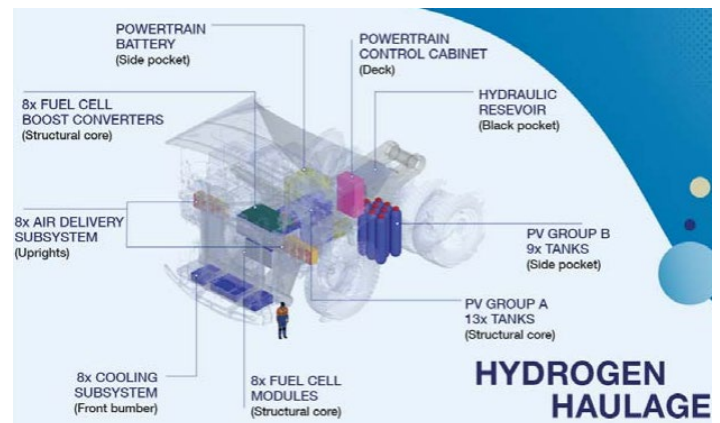 POWERTRAIN
BATTERY
(Side pocket)
POWERTRAIN
CONTROL CABINET
(Deck)
8x FUEL CELL
BOOST CONVERTERS
(Structural core)
HYDRAULIC
RESEVOIR
(Black pocket)
8x AIR DELIVERY
SUBSYSTEM
(Uprights)
PV GROUP B
9x TANKS
(Side pocket)
PV GROUP A
13x TANKS
(Structural core)
8x COOLING
SUBSYSTEM
(Front bumber)
8x FUEL CELL
MODULES
(Structural core)
HYDROGEN
HAULAGE